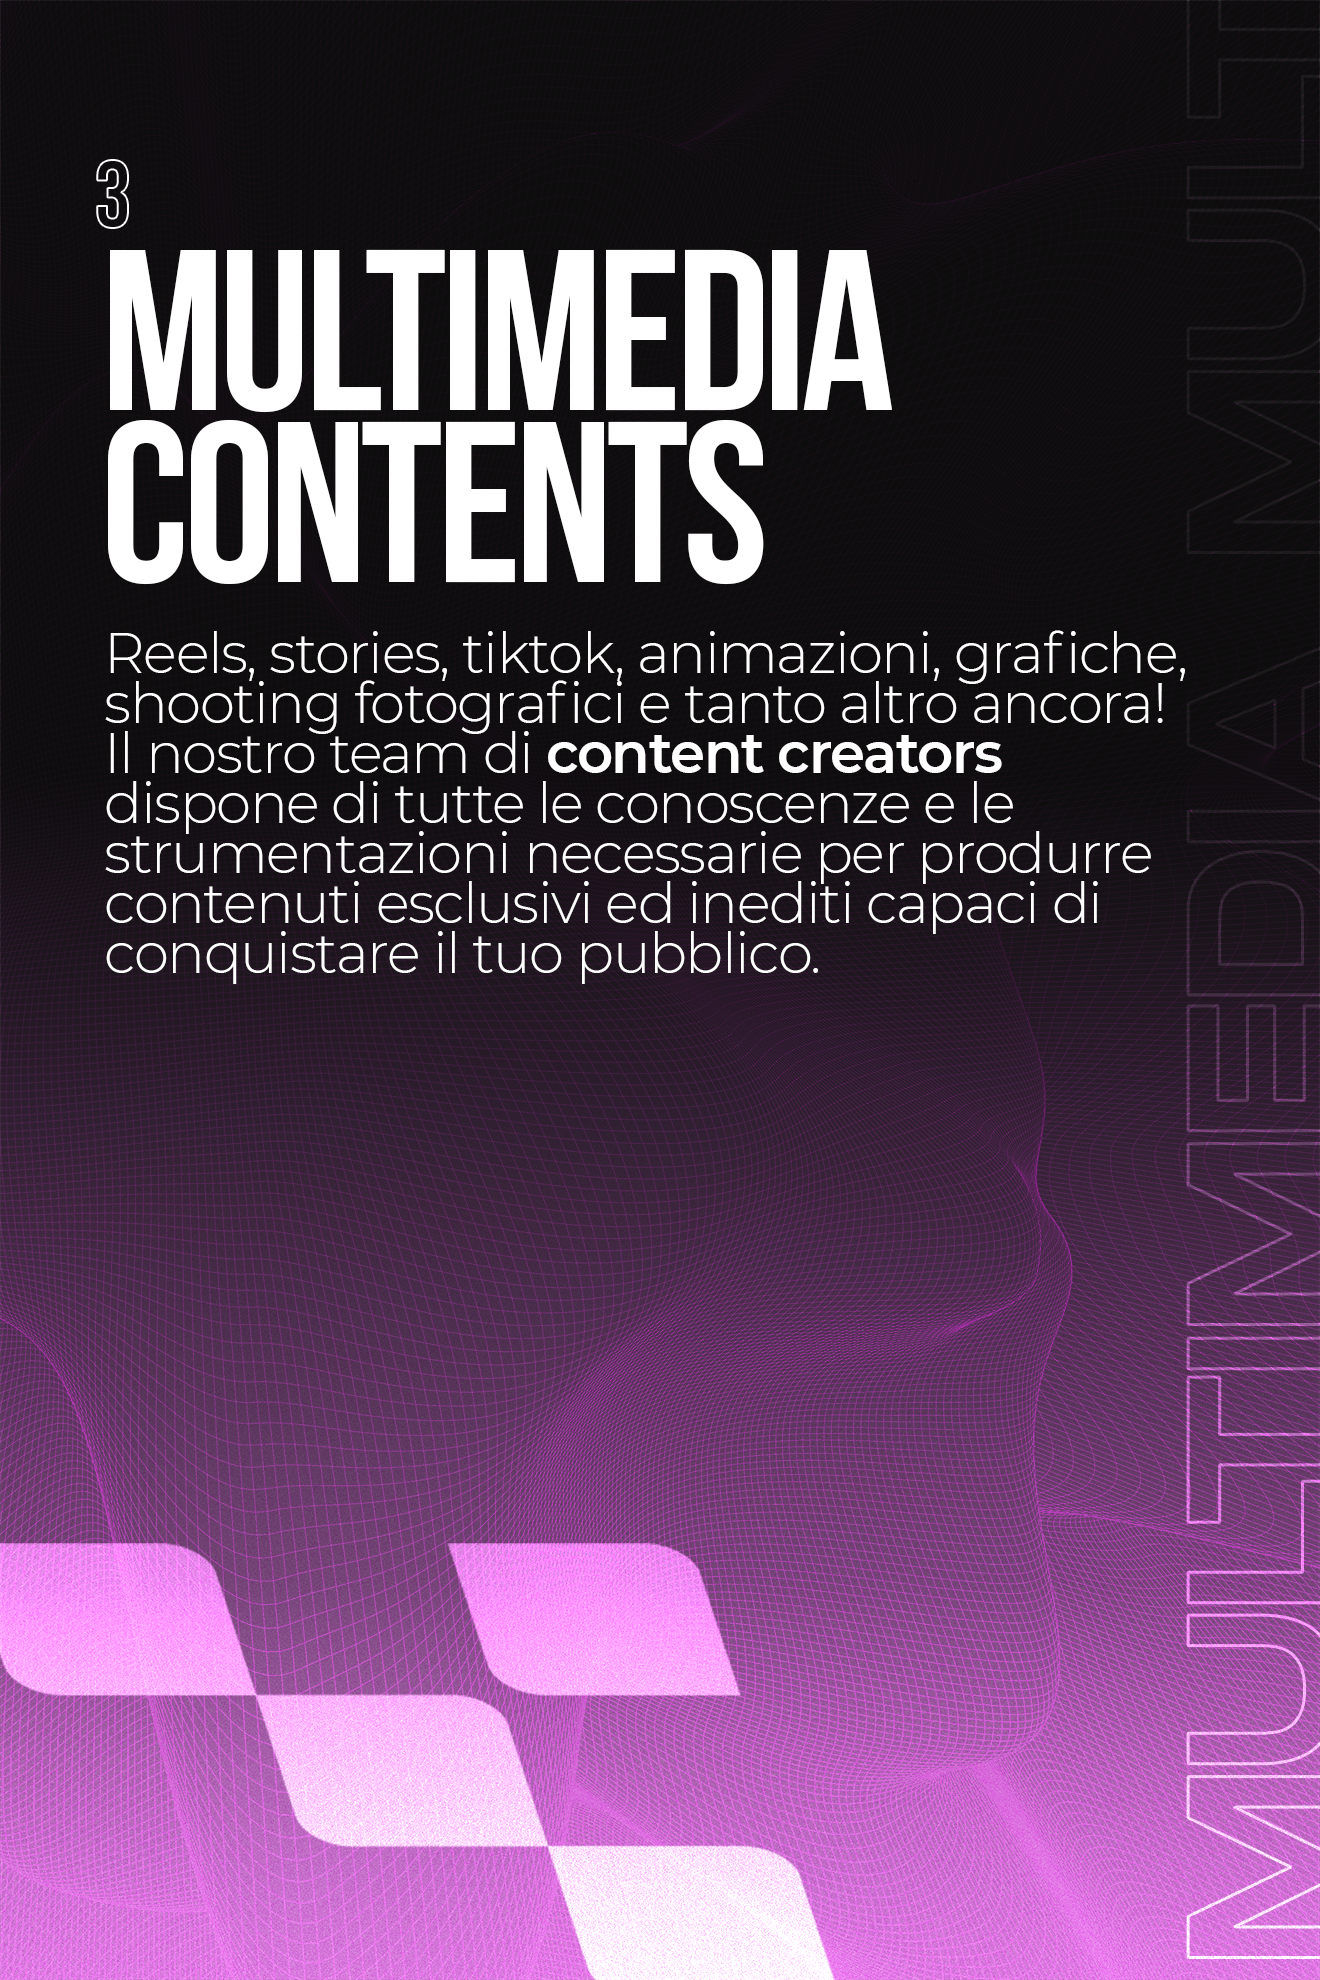 3
MULTIMEDIA
CONTENTS
Reels, stories, tiktok, animazioni, grafiche,
shooting fotografici e tanto altro ancora!
Il nostro team di content creators
dispone di tutte le conoscenze e le
strumentazioni necessarie per produrre
contenuti esclusivi ed inediti capaci di
conquistare il tuo pubblico.
MULTIMEDIA MULT